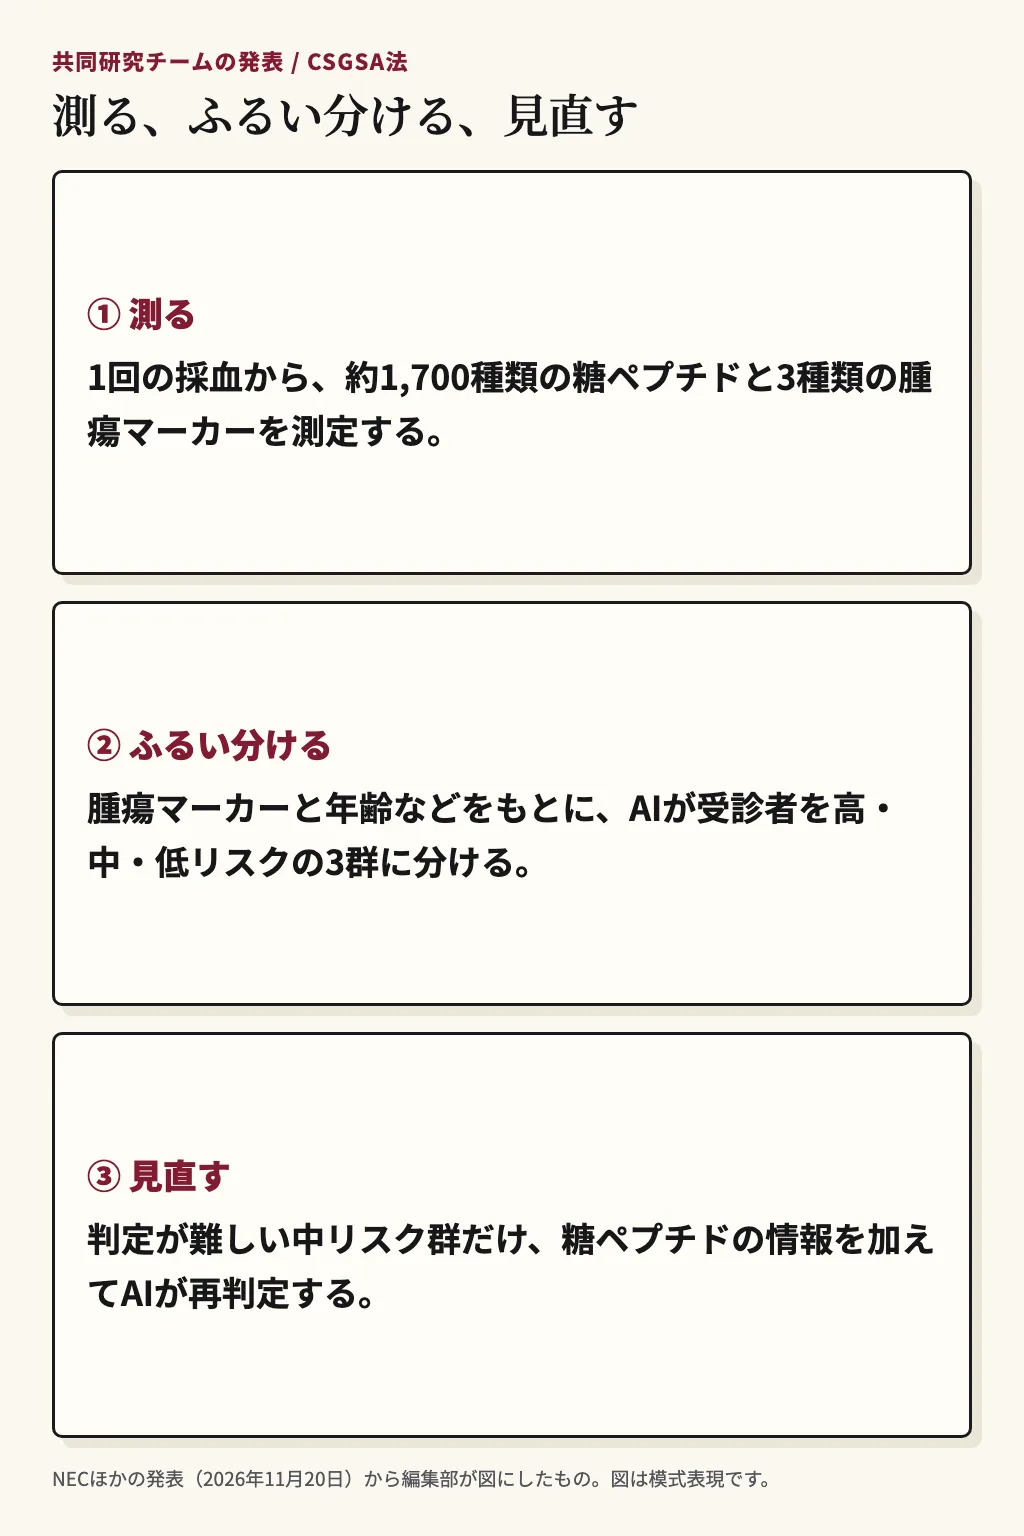 共同研究チームの発表 / CSGSA法
測る、ふるい分ける、見直す
① 測る
1回の採血から、約1,700種類の糖ペプチドと3種類の腫
瘍マーカーを測定する。
② ふるい分ける
腫瘍マーカーと年齢などをもとに、AIが受診者を高・
中・低リスクの3群に分ける。
③ 見直す
判定が難しい中リスク群だけ、糖ペプチドの情報を加え
てAIが再判定する。
NECほかの発表（2026年11月20日）から編集部が図にしたもの。図は模式表現です。